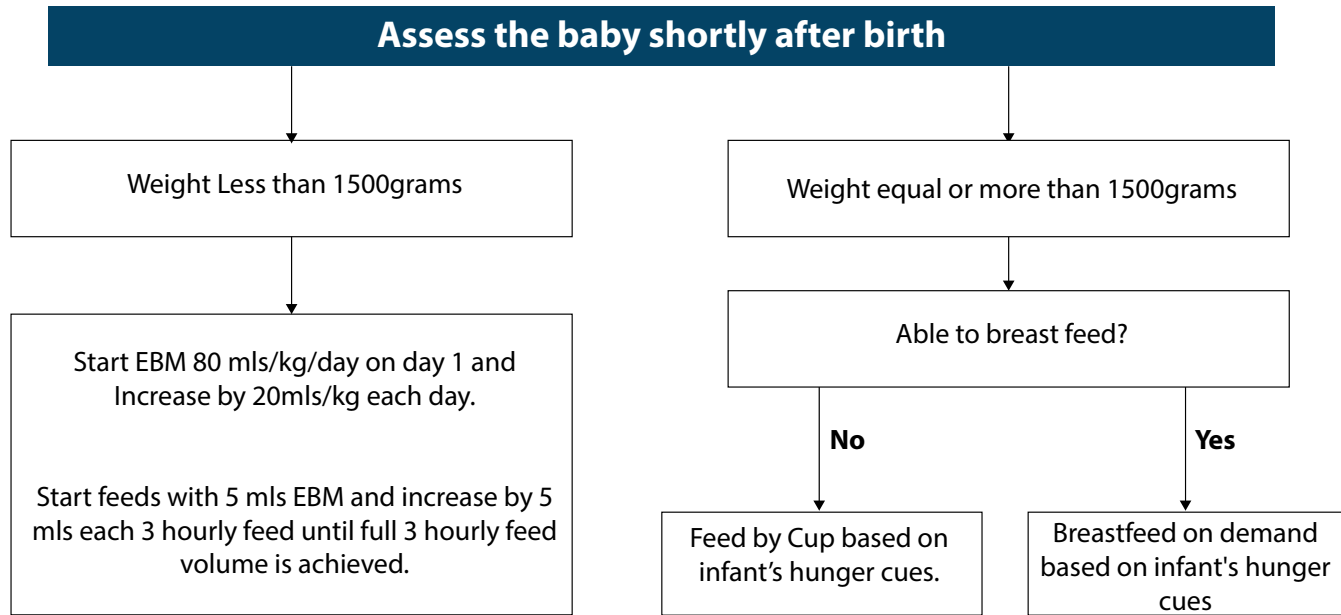 Assess the baby shortly after birth
Weight Less than 1500grams
Weight equal or more than 1500grams
Start EBM 80 mls/kg/day on day 1 and
Increase by 20mls/kg each day.
Start feeds with 5 mls EBM and increase by 5
mls each 3 hourly feed until full 3 hourly feed
volume is achieved.
Able to breast feed?
No
Yes
Feed by Cup based on
infant’s hunger cues.
Breastfeed on demand
based on infant's hunger
cues